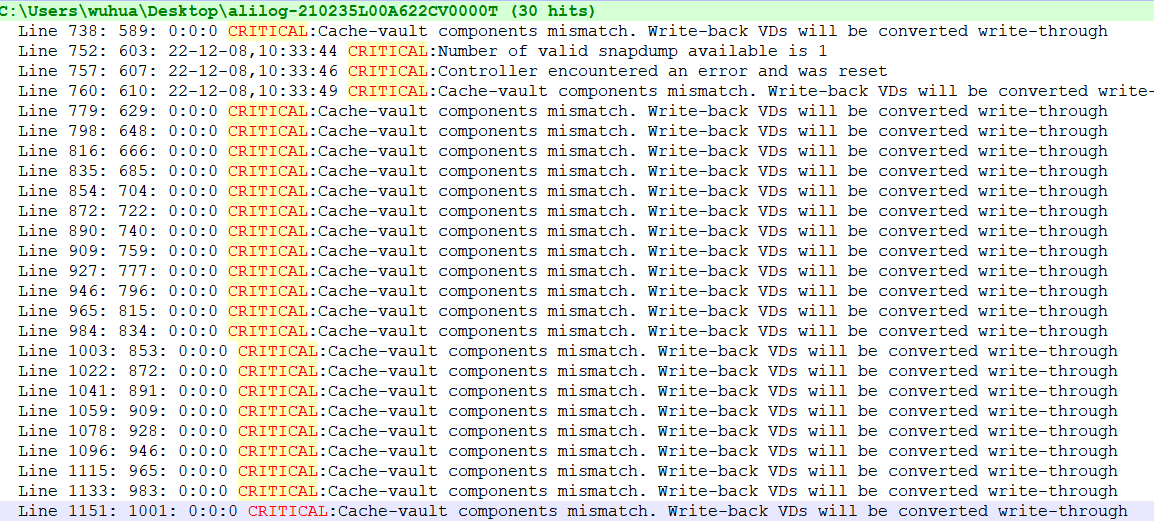 C:\Users\wuhua\Desktop\alilog-210235L00A622CV0000T (30 hits)
Line 738: 589: 0:0:0 CRITICAL:Cache-vault components mismatch. Write-back VDs will be converted write-through
Line 752: 603: 22-12-08,10:33:44 CRITICAL:Number of valid snapdump available is 1
Line 757: 607: 22-12-08,10:33:46 CRITICAL:Controller encountered an error and was reset
Line 760: 610: 22-12-08,10:33:49 CRITICAL:Cache-vault components mismatch. Write-back VDs will be converted write-
Line 779: 629: 0:0:0 CRITICAL:Cache-vault components mismatch. Write-back VDs will be converted write-through
Line 798: 648: 0:0:0 CRITICAL:Cache-vault components mismatch. Write-back VDs will be converted write-through
Line 816: 666: 0:0:0 CRITICAL:Cache-vault components mismatch. Write-back VDs will be converted write-through
Line 835: 685: 0:0:0 CRITICAL:Cache-vault components mismatch. Write-back VDs will be converted write-through
Line 854: 704: 0:0:0 CRITICAL:Cache-vault components mismatch. Write-back VDs will be converted write-through
Line 872: 722: 0:0:0 CRITICAL:Cache-vault components mismatch. Write-back VDs will be converted write-through
Line 890: 740: 0:0:0 CRITICAL:Cache-vault components mismatch. Write-back VDs will be converted write-through
Line 909: 759: 0:0:0 CRITICAL:Cache-vault components mismatch. Write-back VDs will be converted write-through
Line 927: 777: 0:0:0 CRITICAL:Cache-vault components mismatch. Write-back VDs will be converted write-through
Line 946: 796: 0:0:0 CRITICAL:Cache-vault components mismatch. Write-back VDs will be converted write-through
Line 965: 815: 0:0:0 CRITICAL:Cache-vault components mismatch. Write-back VDs will be converted write-through
Line 984: 834: 0:0:0 CRITICAL:Cache-vault components mismatch. Write-back VDs will be converted write-through
Line 1003: 853: 0:0:0 CRITICAL:Cache-vault components mismatch. Write-back VDs will be converted write-through
Line 1022: 872: 0:0:0 CRITICAL:Cache-vault components mismatch. Write-back VDs will be converted write-through
Line 1041: 891: 0:0:0 CRITICAL:Cache-vault components mismatch. Write-back VDs will be converted write-through
Line 1059: 909: 0:0:0 CRITICAL:Cache-vault components mismatch. Write-back VDs will be converted write-through
Line 1078: 928: 0:0:0 CRITICAL:Cache-vault components mismatch. Write-back VDs will be converted write-through
Line 1096: 946: 0:0:0 CRITICAL:Cache-vault components mismatch. Write-back VDs will be converted write-through
Line 1115: 965: 0:0:0 CRITICAL:Cache-vault components mismatch. Write-back VDs will be converted write-through
Line 1133: 983: 0:0:0 CRITICAL:Cache-vault components mismatch. Write-back VDs will be converted write-through
Line 1151: 1001: 0:0:0 CRITICAL:Cache-vault components mismatch. Write-back VDs will be converted write-through